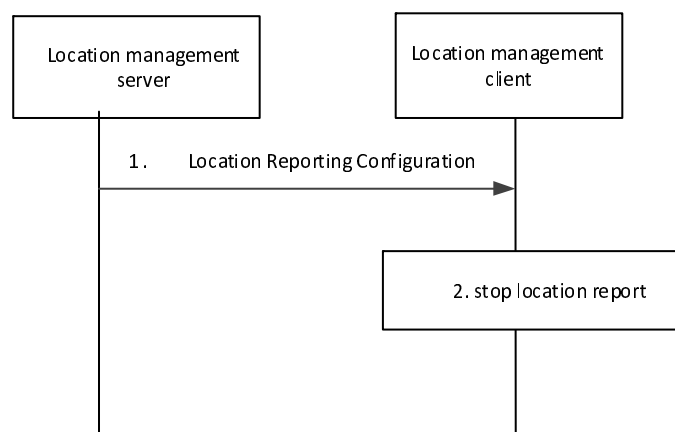 Location management
server
Location management
client
1. Location Reporting Configuration
2. stop location report